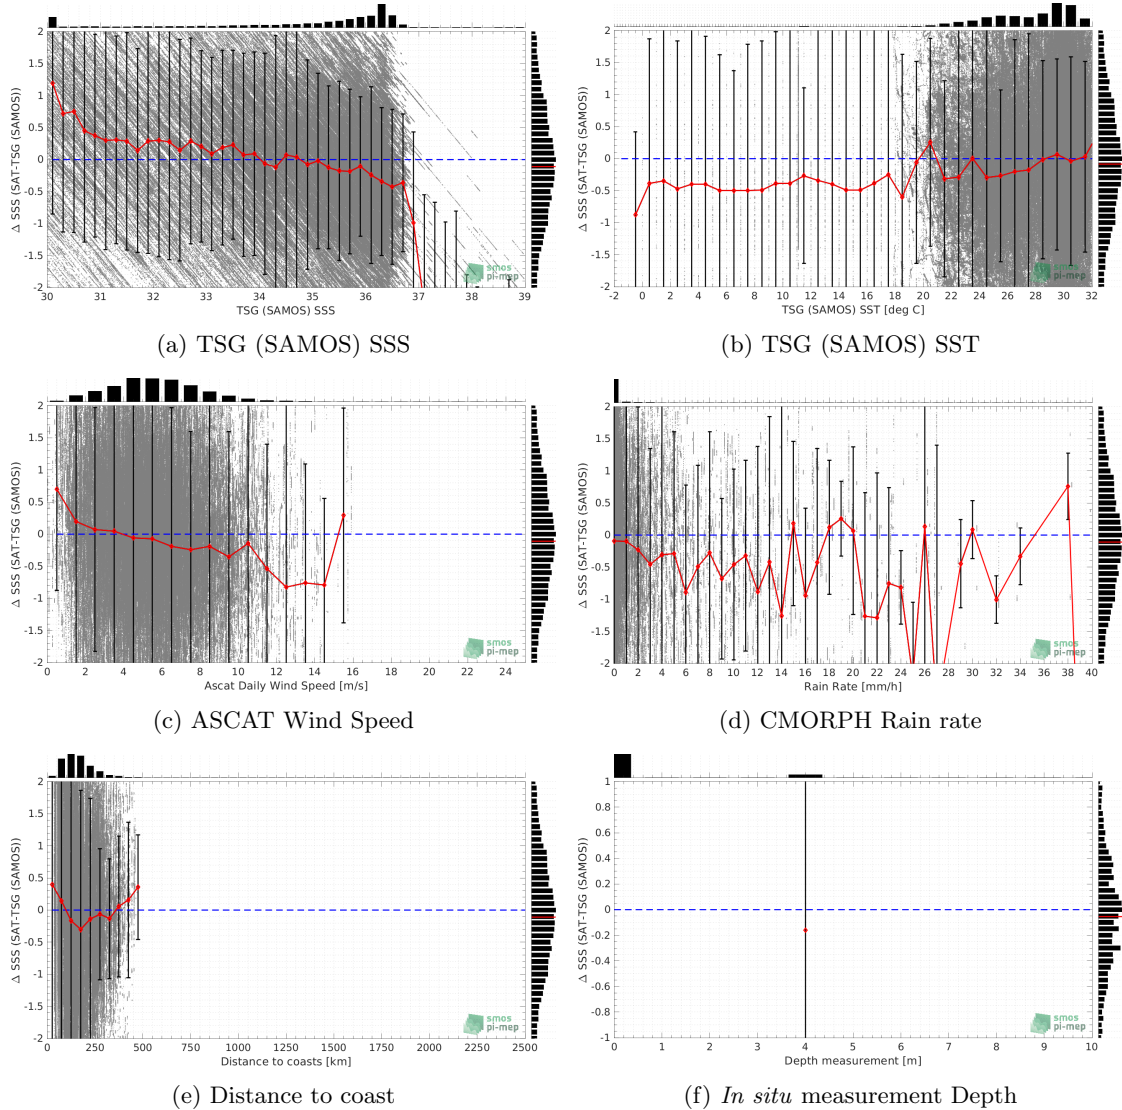 Δ SSS (SAT-TSG (SAMOS))
2
1.5
1
0.5
0
-0.5
-1
-1.5
-2
30 31 32 33 34 35 36 37 38 39
TSG (SAMOS) SSS
smos
pi-mep
(a) TSG (SAMOS) SSS
Δ SSS (SAT-TSG (SAMOS))
2
1.5
1
0.5
0
-0.5
-1
-1.5
-2
-2 0 2 4 6 8 10 12 14 16 18 20 22 24 26 28 30 32
TSG (SAMOS) SST [deg C]
smos
pi-mep
(b) TSG (SAMOS) SST
Δ SSS (SAT-TSG (SAMOS))
2
1.5
1
0.5
0
-0.5
-1
-1.5
-2
0 2 4 6 8 10 12 14 16 18 20 22 24
Ascat Daily Wind Speed [m/s]
smos
pi-mep
(c) ASCAT Wind Speed
Δ SSS (SAT-TSG (SAMOS))
2
1.5
1
0.5
0
-0.5
-1
-1.5
-2
0 2 4 6 8 10 12 14 16 18 20 22 24 26 28 30 32 34 36 38 40
Rain Rate [mm/h]
smos
pi-mep
(d) CMORPH Rain rate
Δ SSS (SAT-TSG (SAMOS))
2
1.5
1
0.5
0
-0.5
-1
-1.5
-2
0 250 500 750 1000 1250 1500 1750 2000 2250 2500
Distance to coasts [km]
smos
pi-mep
(e) Distance to coast
Δ SSS (SAT-TSG (SAMOS))
1
0.8
0.6
0.4
0.2
0
-0.2
-0.4
-0.6
-0.8
-1
0 1 2 3 4 5 6 7 8 9 10
Depth measurement [m]
smos
pi-mep
(f) In situ measurement Depth